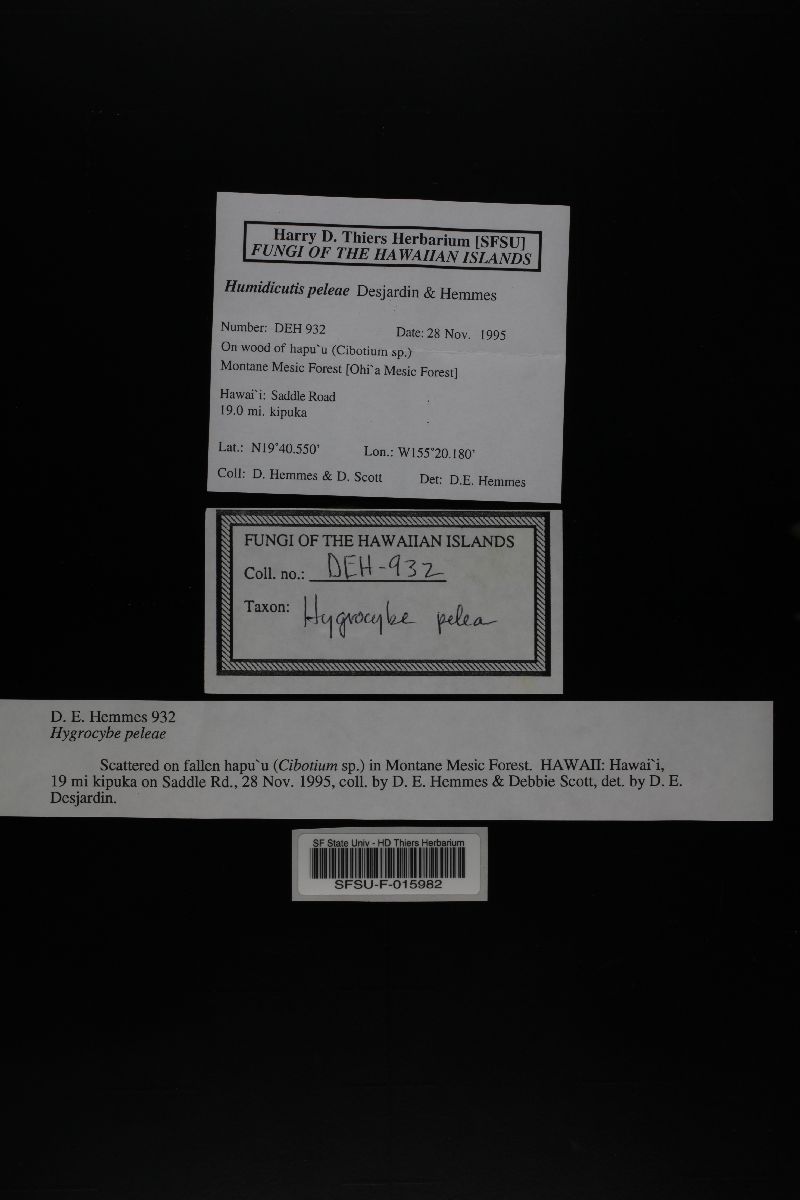 Harry D. Thiers Herbarium [SFSU]
FUNGI OF THE HAWAIIAN ISLANDS
Humidicutis peleae Desjardin & Hemmes
Number: DEH 932 Date: 28 Nov. 1995
On wood of hapu`u (Cibotium sp.)
Montane Mesic Forest [Ohi`a Mesic Forest]
Hawai`i: Saddle Road
19.0 mi. kipuka
Lat.: N19°40.550' Lon.: W155°20.180'
Coll: D. Hemmes & D. Scott Det: D.E. Hemmes
FUNGI OF THE HAWAIIAN ISLANDS
Coll. no.: DEH-932
Taxon: Hygrocybe pelea
D. E. Hemmes 932
Hygrocybe peleae
Scattered on fallen hapu`u (Cibotium sp.) in Montane Mesic Forest. HAWAII: Hawai`i,
19 mi kipuka on Saddle Rd., 28 Nov. 1995, coll. by D. E. Hemmes & Debbie Scott, det. by D. E.
Desjardin.
SF State Univ - HD Thiers Herbarium
SFSU-F-015982